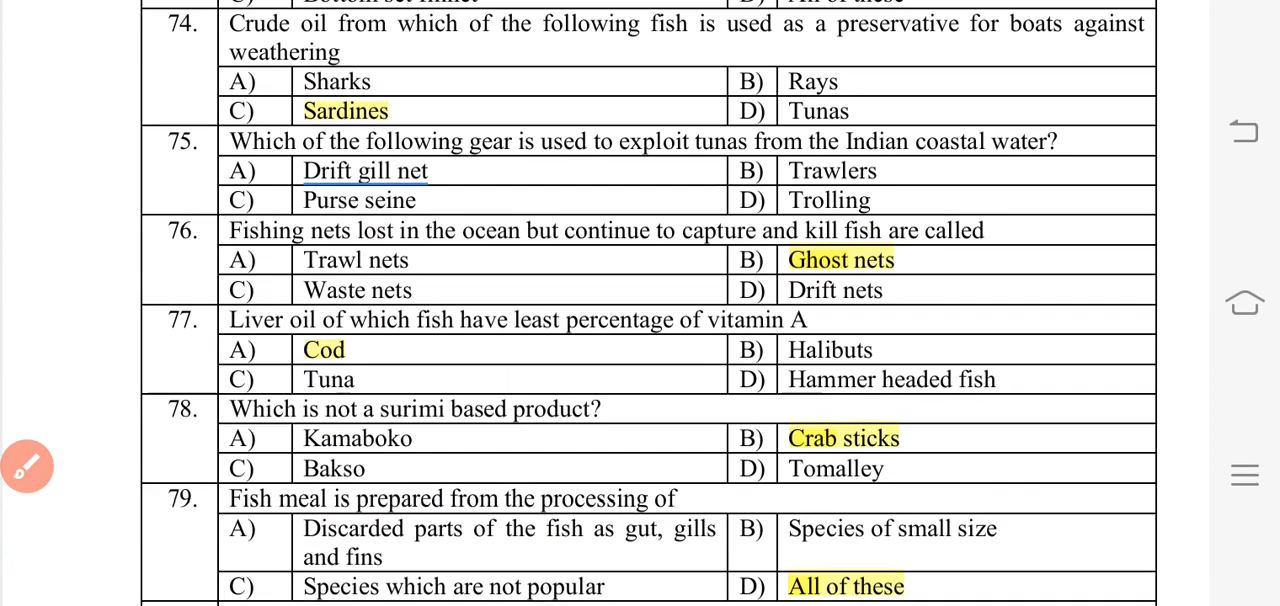 74. Crude oil from which of the following fish is used as a preservative for boats against
weathering
A) Sharks B) Rays
C) Sardines D) Tunas
75. Which of the following gear is used to exploit tunas from the Indian coastal water?
A) Drift gill net B) Trawlers
C) Purse seine D) Trolling
76. Fishing nets lost in the ocean but continue to capture and kill fish are called
A) Trawl nets B) Ghost nets
C) Waste nets D) Drift nets
77. Liver oil of which fish have least percentage of vitamin A
A) Cod B) Halibuts
C) Tuna D) Hammer headed fish
78. Which is not a surimi based product?
A) Kamaboko B) Crab sticks
C) Bakso D) Tomalley
79. Fish meal is prepared from the processing of
A) Discarded parts of the fish as gut, gills B) Species of small size
and fins
C) Species which are not popular D) All of these